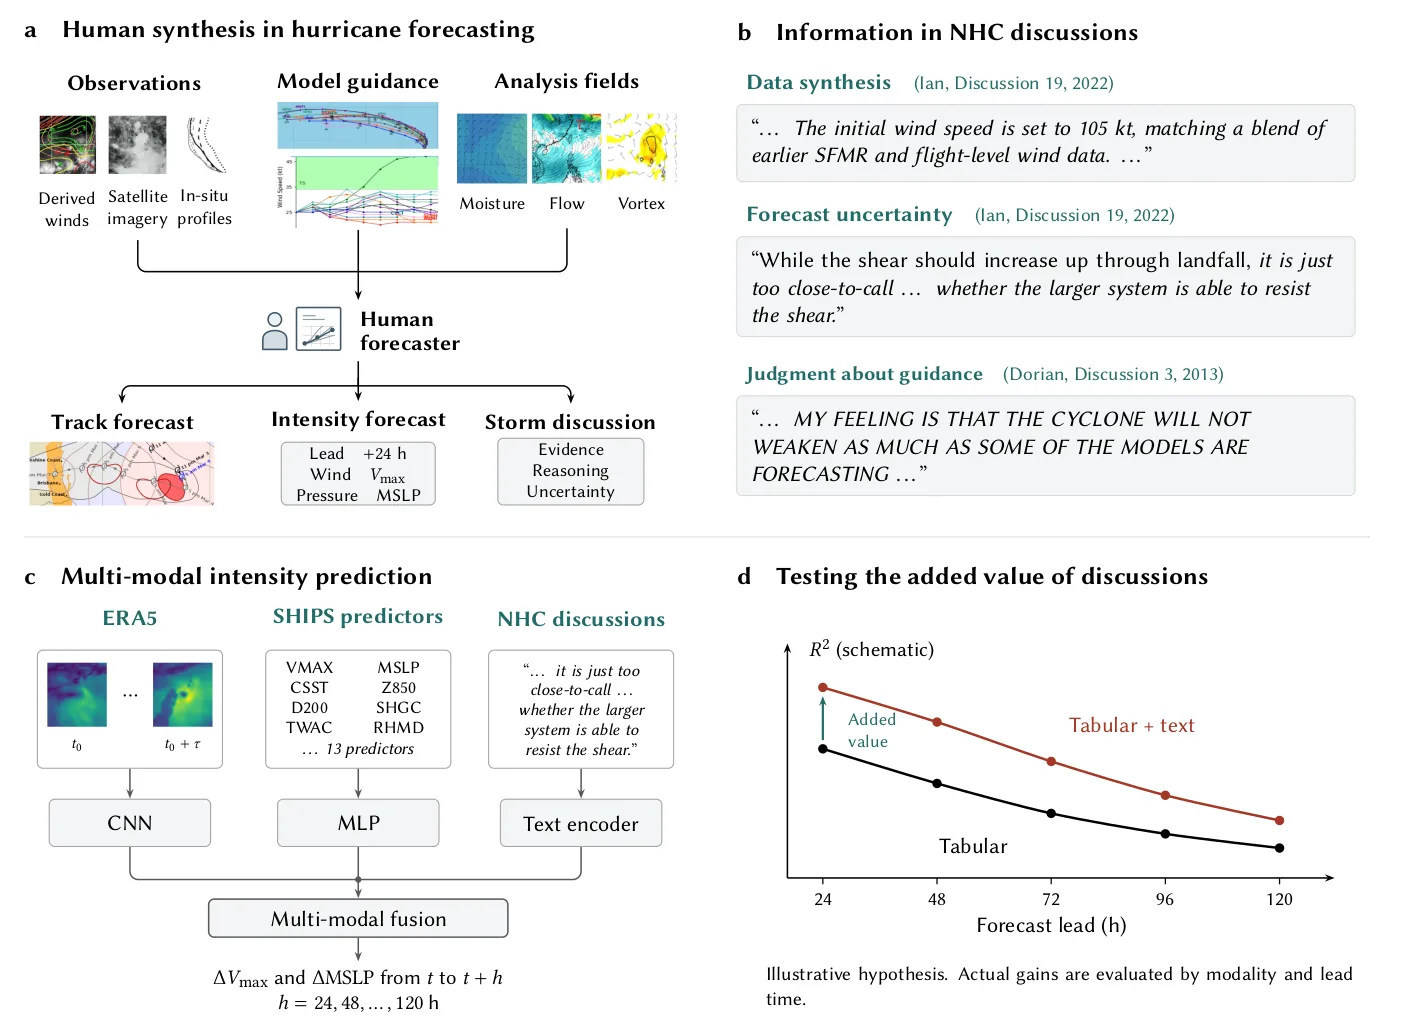 a Human synthesis in hurricane forecasting
Observations
Model guidance
Analysis fields
Derived
winds
Satellite
imagery
In-situ
profiles
Wind Speed (kt)
45
35
25
TS
Moisture
Flow
Vortex
Human
forecaster
Track forecast
Brisbane
Gold Coast
Intensity forecast
Lead +24 h
Wind Vmax
Pressure MSLP
Storm discussion
Evidence
Reasoning
Uncertainty
b Information in NHC discussions
Data synthesis (Ian, Discussion 19, 2022)
“… The initial wind speed is set to 105 kt, matching a blend of
earlier SFMR and flight-level wind data. …”
Forecast uncertainty (Ian, Discussion 19, 2022)
“While the shear should increase up through landfall, it is just
too close-to-call … whether the larger system is able to resist
the shear.”
Judgment about guidance (Dorian, Discussion 3, 2013)
“… MY FEELING IS THAT THE CYCLONE WILL NOT
WEAKEN AS MUCH AS SOME OF THE MODELS ARE
FORECASTING …”
c Multi-modal intensity prediction
ERA5
…
t0
t0 + τ
CNN
SHIPS predictors
VMAX MSLP
CSST Z850
D200 SHGC
TWAC RHMD
… 13 predictors
MLP
NHC discussions
“… it is just too
close-to-call …
whether the larger
system is able to
resist the shear.”
Text encoder
Multi-modal fusion
ΔVmax and ΔMSLP from t to t + h
h = 24, 48, … , 120 h
d Testing the added value of discussions
R² (schematic)
Added
value
Tabular + text
Tabular
24 48 72 96 120
Forecast lead (h)
Illustrative hypothesis. Actual gains are evaluated by modality and lead
time.